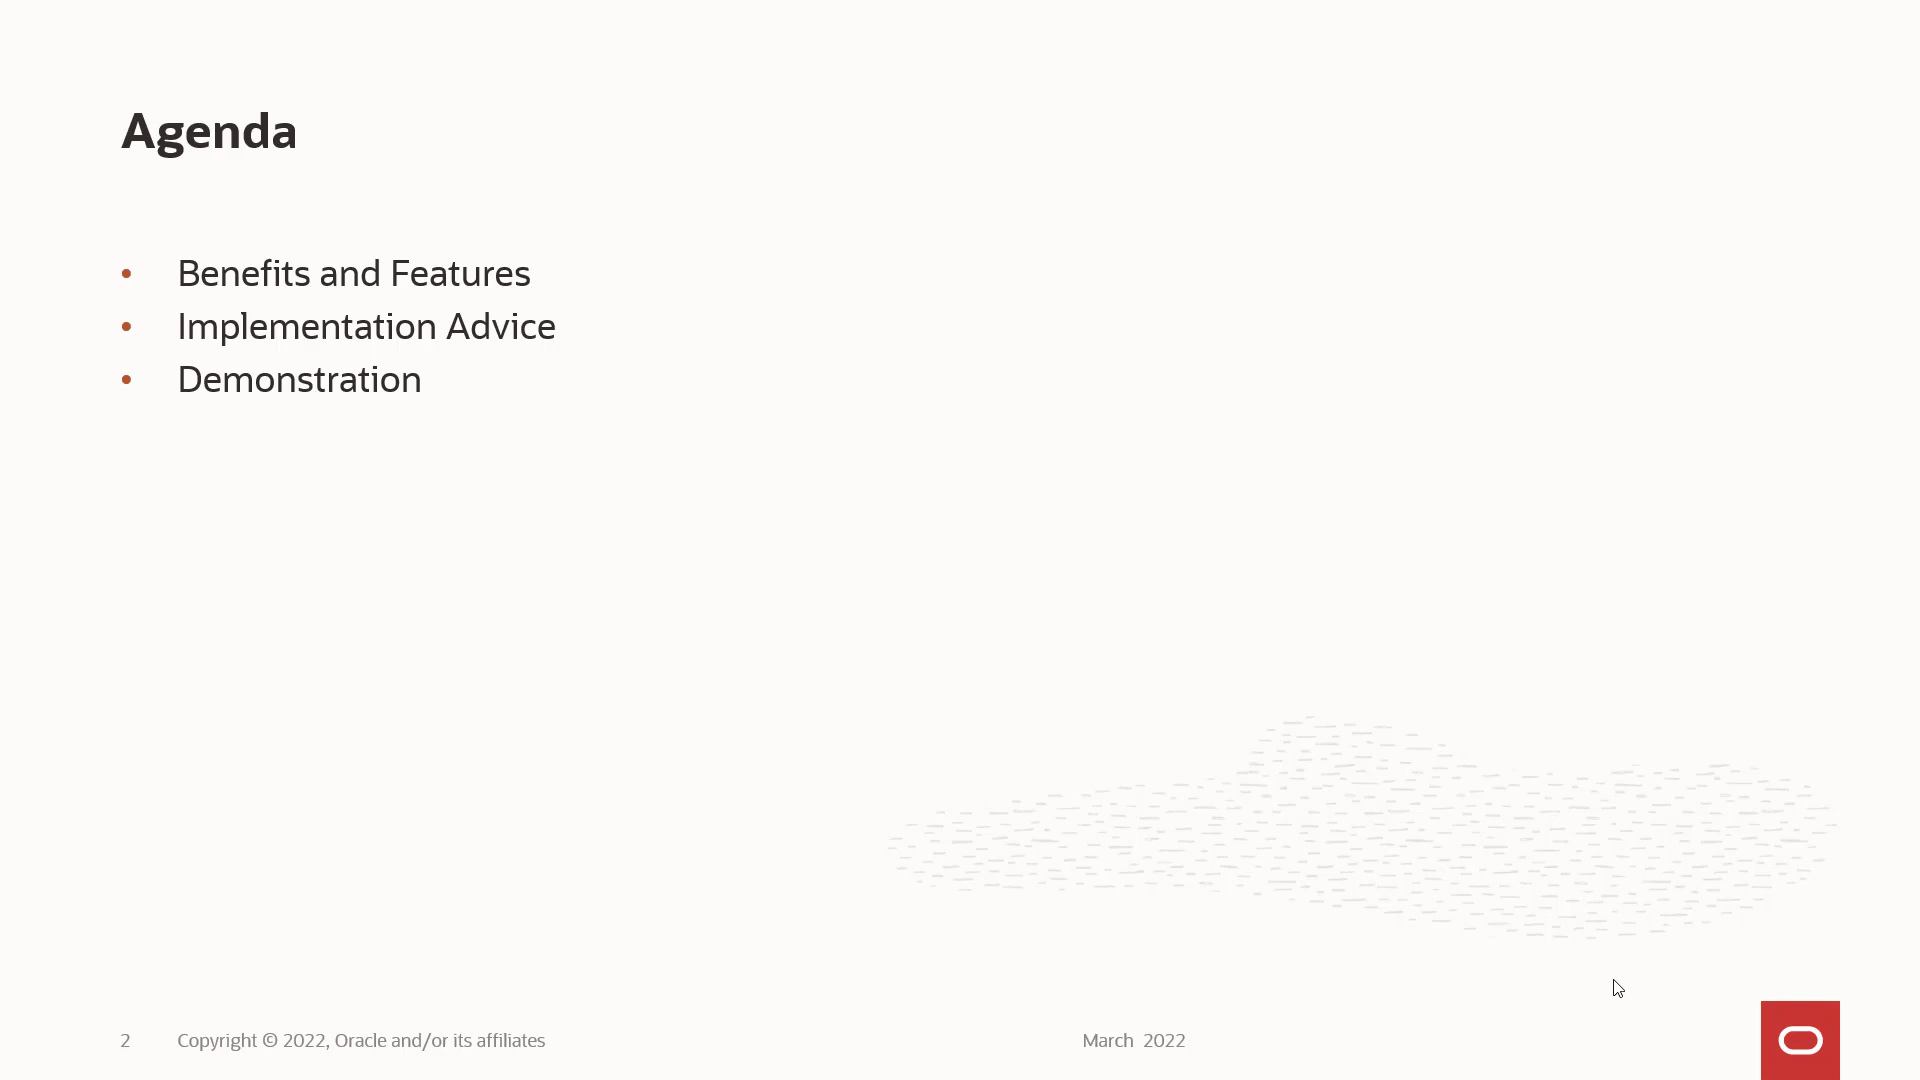 Agenda
• Benefits and Features
• Implementation Advice
• Demonstration
2 Copyright © 2022, Oracle and/or its affiliates March 2022